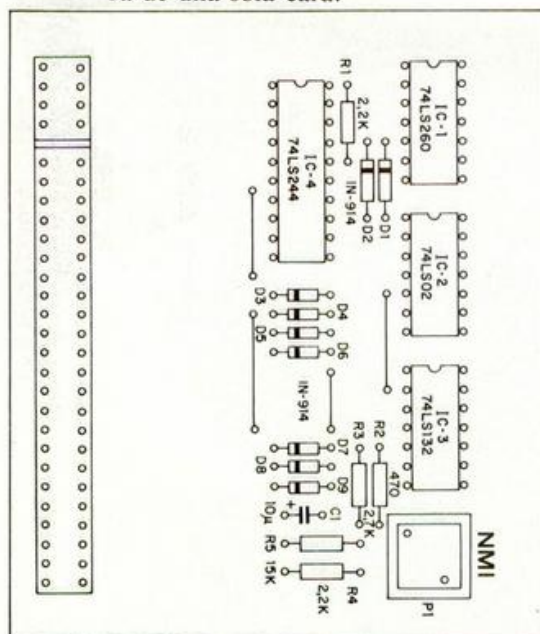 R1
2,2K
IC-4
74LS244
IC-1
74LS260
IN-914
D2
D1
IC-2
74LS02
D3
D4
D5
D6
IN-914
IC-3
74LS132
R3
R2
470
2,7K
D7
D8
D9
+
10µ
C1
R5
15K
2,2K
R4
NMI
P1